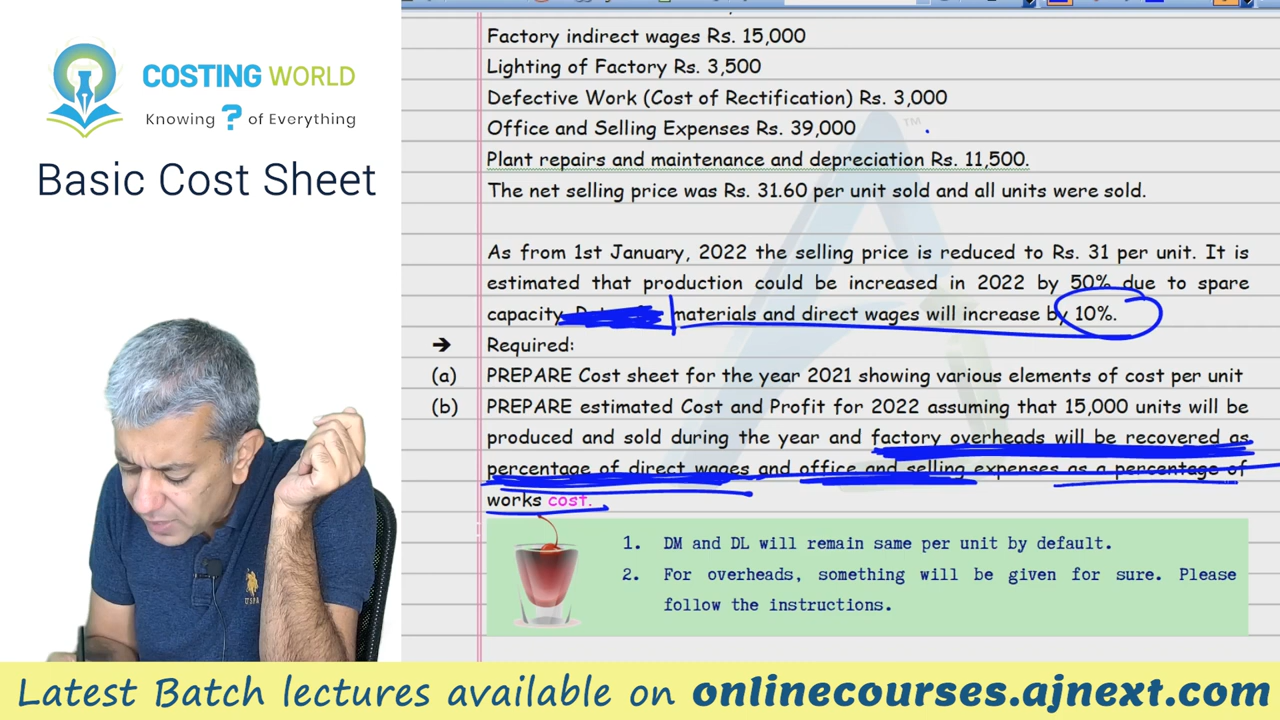 COSTING WORLD
Knowing ? of Everything
Basic Cost Sheet
Factory indirect wages Rs. 15,000
Lighting of Factory Rs. 3,500
Defective Work (Cost of Rectification) Rs. 3,000
Office and Selling Expenses Rs. 39,000
TM
Plant repairs and maintenance and depreciation Rs. 11,500.
The net selling price was Rs. 31.60 per unit sold and all units were sold.
As from 1st January, 2022 the selling price is reduced to Rs. 31 per unit. It is
estimated that production could be increased in 2022 by 50% due to spare
capacity materials and direct wages will increase by 10%.
➔ Required:
(a) PREPARE Cost sheet for the year 2021 showing various elements of cost per unit
(b) PREPARE estimated Cost and Profit for 2022 assuming that 15,000 units will be
produced and sold during the year and factory overheads will be recovered as
percentage of direct wages and office and selling expenses as a percentage of
works cost.
1. DM and DL will remain same per unit by default.
2. For overheads, something will be given for sure. Please
follow the instructions.
USPA
Latest Batch lectures available on onlinecourses.ajnext.com